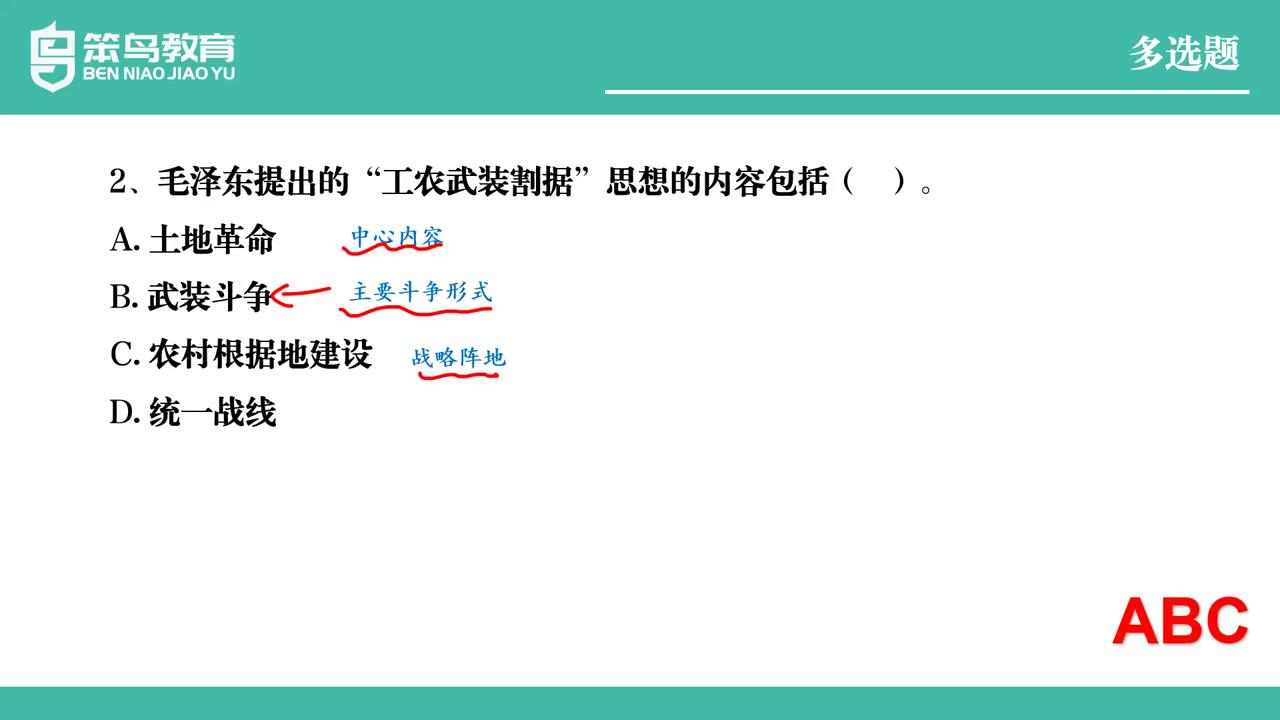 笨鸟教育
BEN NIAO JIAO YU
多选题
2、毛泽东提出的“工农武装割据”思想的内容包括（ ）。
A. 土地革命 中心内容
B. 武装斗争 主要斗争形式
C. 农村根据地建设 战略阵地
D. 统一战线
ABC